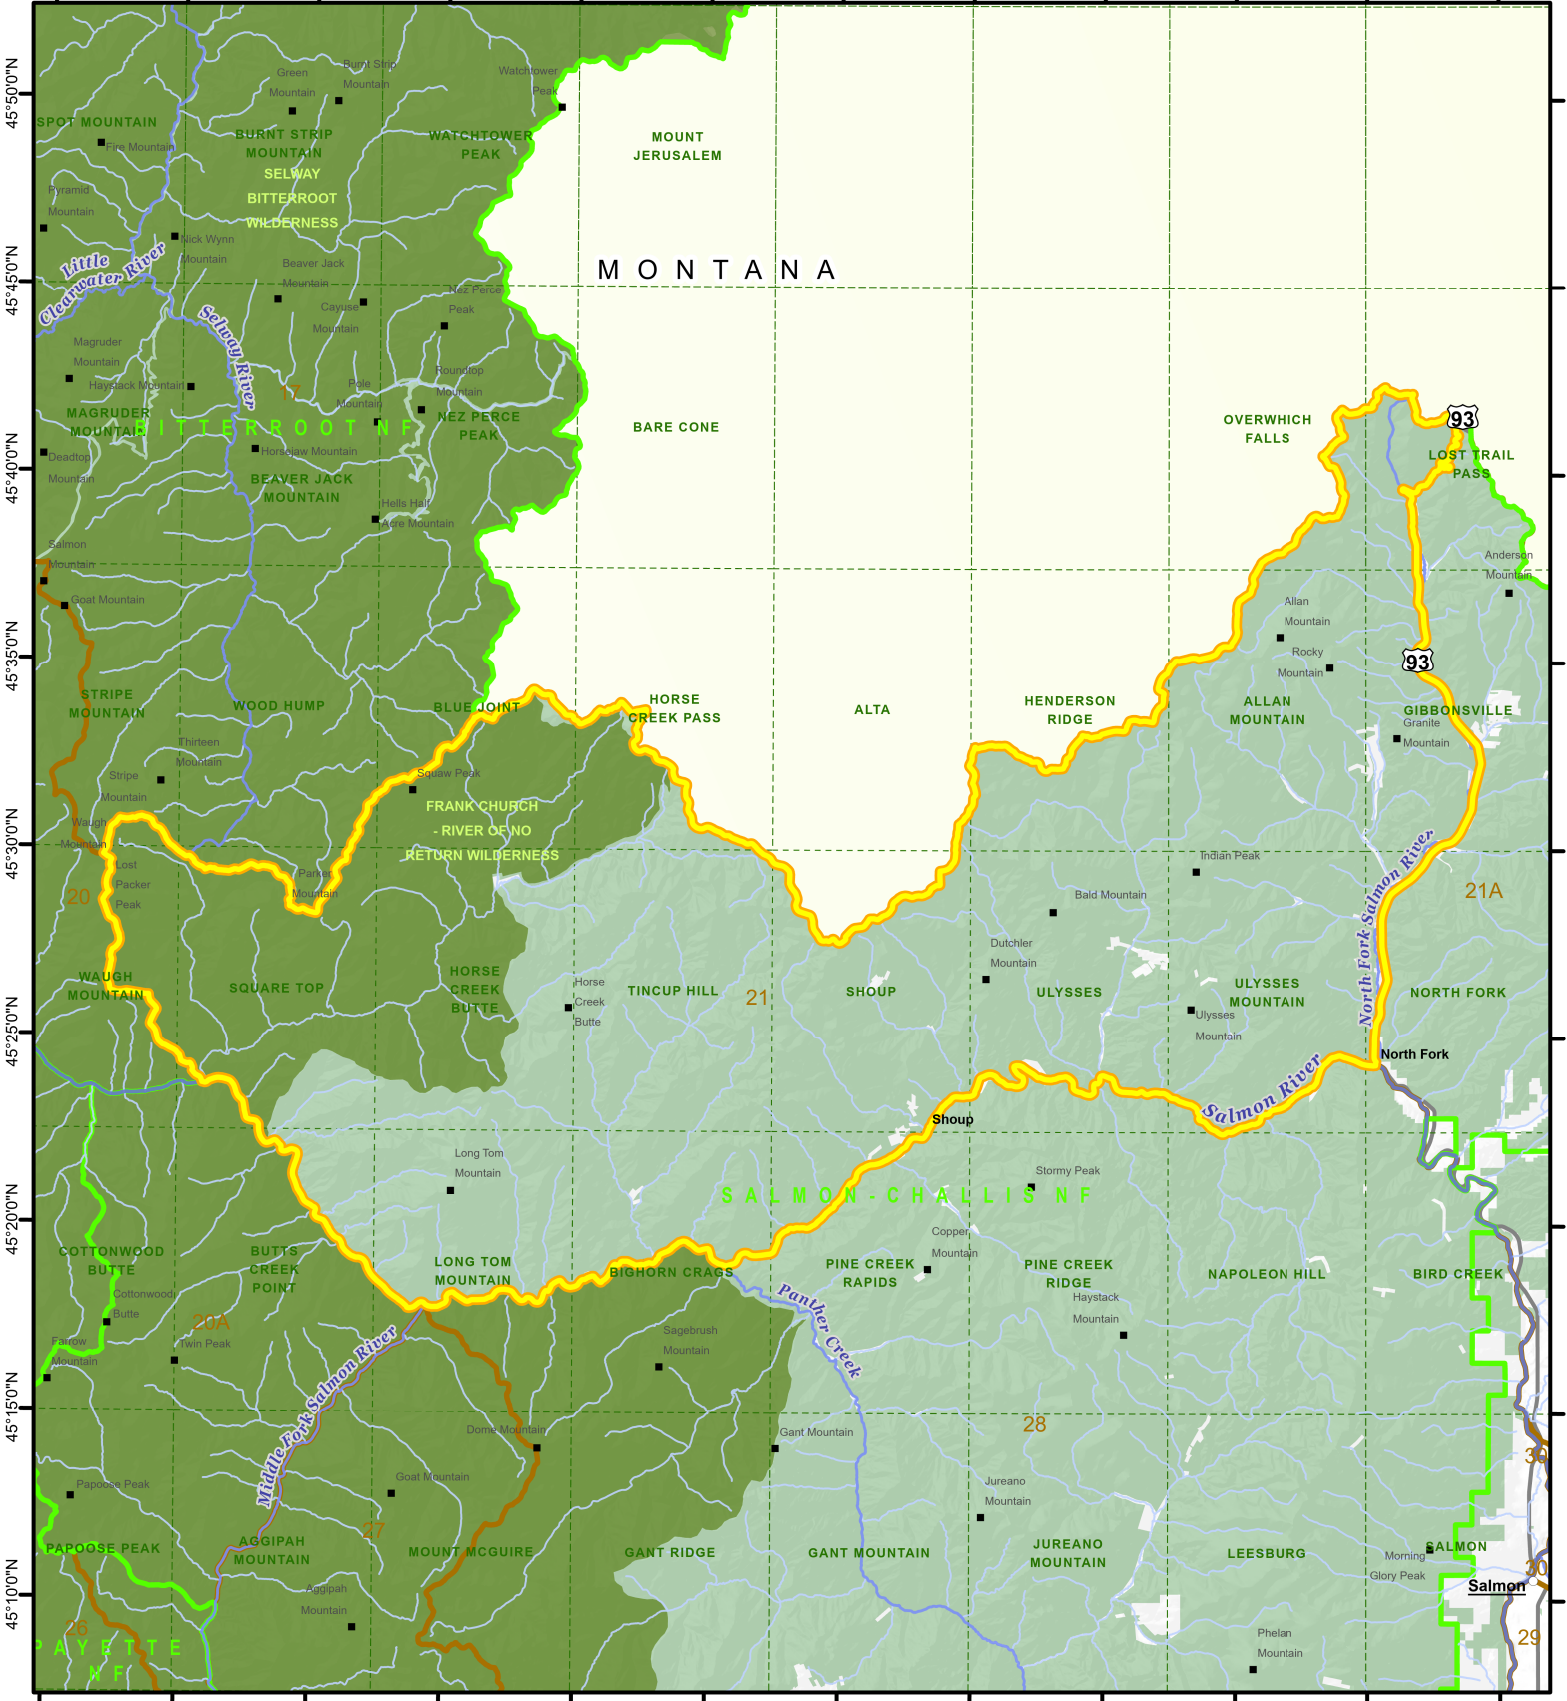 45°50'0"N
45°45'0"N
45°40'0"N
45°35'0"N
45°30'0"N
45°25'0"N
45°20'0"N
45°15'0"N
45°10'0"N
Green
Mountain
Burnt Strip
Mountain
Watchtower
Peak
SPOT MOUNTAIN
Fire Mountain
BURNT STRIP
MOUNTAIN
WATCHTOWER
PEAK
MOUNT
JERUSALEM
SELWAY
BITTERROOT
WILDERNESS
Pyramid
Mountain
Nick Wynn
Mountain
Little
Clearwater River
Beaver Jack
Mountain
Cayuse
Mountain
Nez Perce
Peak
MONTANA
Selway River
Magruder
Mountain
Haystack Mountain
17
Pole
Mountain
Roundtop
Mountain
MAGRUDER
MOUNTAIN
BITTERROOT NF
NEZ PERCE
PEAK
BARE CONE
OVERWHICH
FALLS
93
LOST TRAIL
PASS
Deadtop
Mountain
Horsejaw Mountain
BEAVER JACK
MOUNTAIN
Hells Half
Acre Mountain
Salmon
Mountain
Goat Mountain
Anderson
Mountain
Allan
Mountain
Rocky
Mountain
93
STRIPE
MOUNTAIN
WOOD HUMP
BLUE JOINT
HORSE
CREEK PASS
ALTA
HENDERSON
RIDGE
ALLAN
MOUNTAIN
GIBBONSVILLE
Granite
Mountain
Thirteen
Mountain
Stripe
Mountain
Squaw Peak
FRANK CHURCH
- RIVER OF NO
RETURN WILDERNESS
Waugh
Mountain
Lost
Packer
Peak
20
Parker
Mountain
Indian Peak
Bald Mountain
North Fork Salmon River
21A
Dutchler
Mountain
WAUGH
MOUNTAIN
SQUARE TOP
HORSE
CREEK
BUTTE
Horse
Creek
Butte
TINCUP HILL
21
SHOUP
ULYSSES
ULYSSES
MOUNTAIN
Ulysses
Mountain
NORTH FORK
North Fork
Salmon River
Shoup
Long Tom
Mountain
Stormy Peak
SALMON-CHALLIS NF
Copper
Mountain
COTTONWOOD
BUTTE
BUTTS
CREEK
POINT
LONG TOM
MOUNTAIN
BIGHORN CRAGS
PINE CREEK
RAPIDS
PINE CREEK
RIDGE
NAPOLEON HILL
BIRD CREEK
Cottonwood
Butte
20A
Twin Peak
Farrow
Mountain
Middle Fork Salmon River
Panther Creek
Haystack
Mountain
Sagebrush
Mountain
Dome Mountain
Gant Mountain
28
30
Papoose Peak
Goat Mountain
Jureano
Mountain
27
PAPOOSE PEAK
AGGIPAH
MOUNTAIN
MOUNT MCGUIRE
GANT RIDGE
GANT MOUNTAIN
JUREANO
MOUNTAIN
LEESBURG
SALMON
Morning
Glory Peak
30
Salmon
Aggipah
Mountain
26
PAYETTE
NF
Phelan
Mountain
29